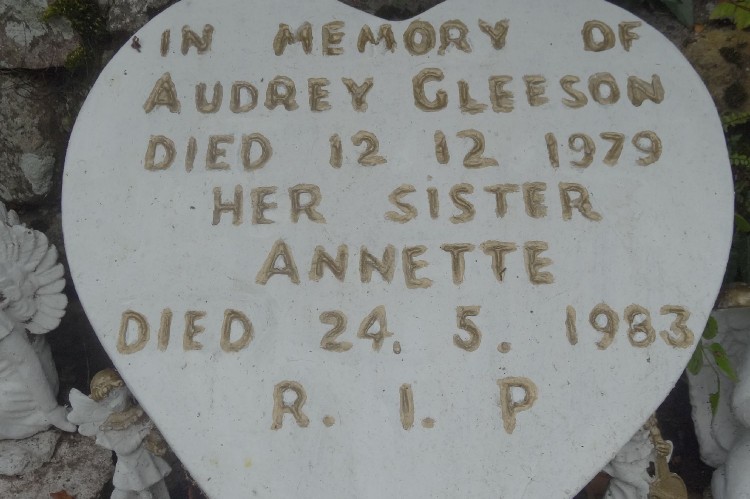 IN MEMORY OF
AUDREY GLEESON
DIED 12 12 1979
HER SISTER
ANNETTE
DIED 24. 5. 1983
R. I. P